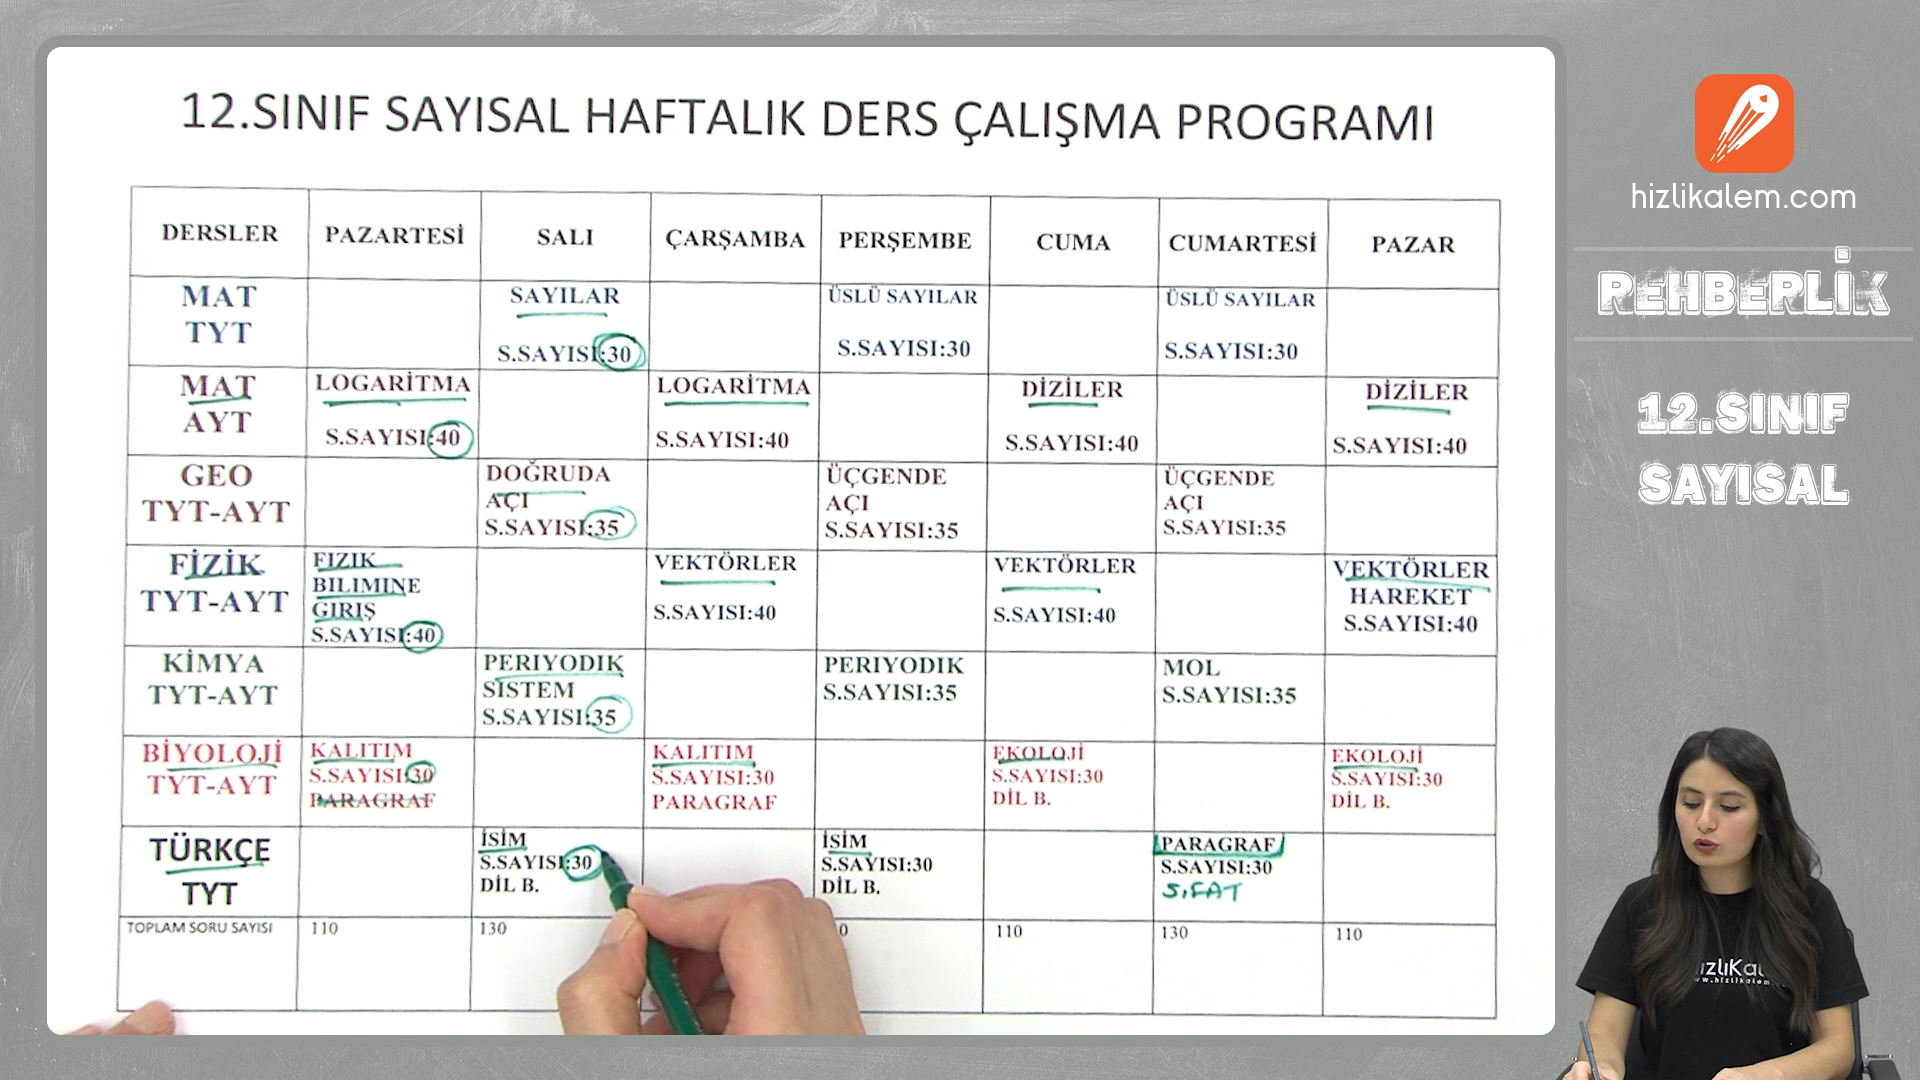 12.SINIF SAYISAL HAFTALIK DERS ÇALIŞMA PROGRAMI
DERSLER PAZARTESİ SALI ÇARŞAMBA PERŞEMBE CUMA CUMARTESİ PAZAR
MAT
TYT
SAYILAR
S.SAYISI:30
ÜSLÜ SAYILAR
S.SAYISI:30
ÜSLÜ SAYILAR
S.SAYISI:30
MAT
AYT
LOGARİTMA
S.SAYISI:40
LOGARİTMA
S.SAYISI:40
DİZİLER
S.SAYISI:40
DİZİLER
S.SAYISI:40
GEO
TYT-AYT
DOĞRUDA
AÇI
S.SAYISI:35
ÜÇGENDE
AÇI
S.SAYISI:35
ÜÇGENDE
AÇI
S.SAYISI:35
FİZİK
TYT-AYT
FIZIK
BILIMINE
GIRIŞ
S.SAYISI:40
VEKTÖRLER
S.SAYISI:40
VEKTÖRLER
S.SAYISI:40
VEKTÖRLER
HAREKET
S.SAYISI:40
KİMYA
TYT-AYT
PERIYODIK
SISTEM
S.SAYISI:35
PERIYODIK
S.SAYISI:35
MOL
S.SAYISI:35
BİYOLOJİ
TYT-AYT
KALITIM
S.SAYISI:30
PARAGRAF
KALITIM
S.SAYISI:30
PARAGRAF
EKOLOJİ
S.SAYISI:30
DİL B.
EKOLOJİ
S.SAYISI:30
DİL B.
TÜRKÇE
TYT
İSİM
S.SAYISI:30
DİL B.
İSİM
S.SAYISI:30
DİL B.
PARAGRAF
S.SAYISI:30
SIFAT
TOPLAM SORU SAYISI 110 130 110 130 110
hizlikalem.com
REHBERLİK
12.SINIF
SAYISAL